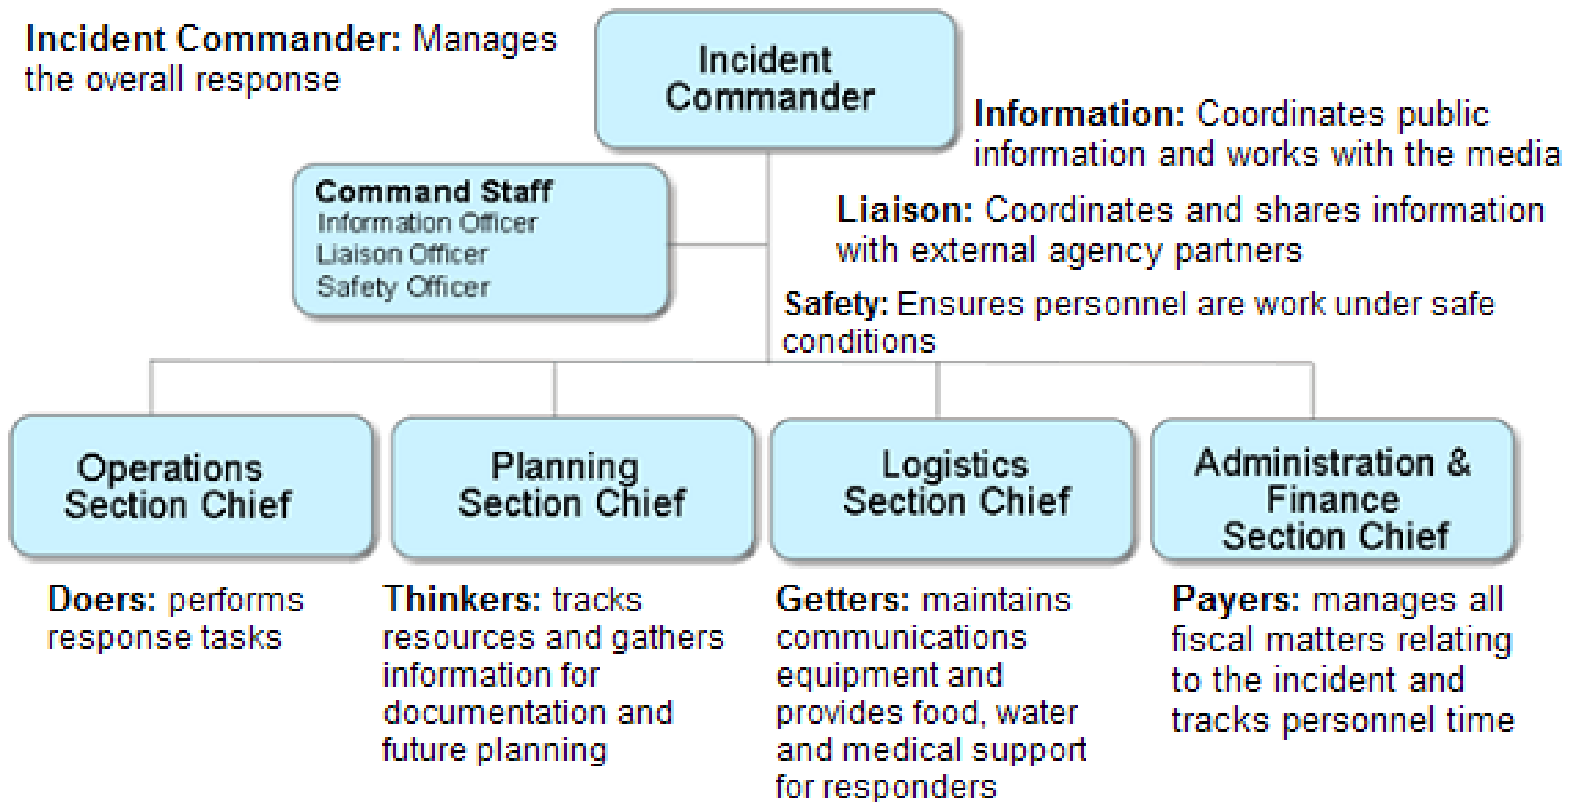 Incident Commander: Manages
the overall response
Incident
Commander
Information: Coordinates public
information and works with the media
Command Staff
Information Officer
Liaison Officer
Safety Officer
Liaison: Coordinates and shares information
with external agency partners
Safety: Ensures personnel are work under safe
conditions
Operations
Section Chief
Planning
Section Chief
Logistics
Section Chief
Administration &
Finance
Section Chief
Doers: performs
response tasks
Thinkers: tracks
resources and gathers
information for
documentation and
future planning
Getters: maintains
communications
equipment and
provides food, water
and medical support
for responders
Payers: manages all
fiscal matters relating
to the incident and
tracks personnel time